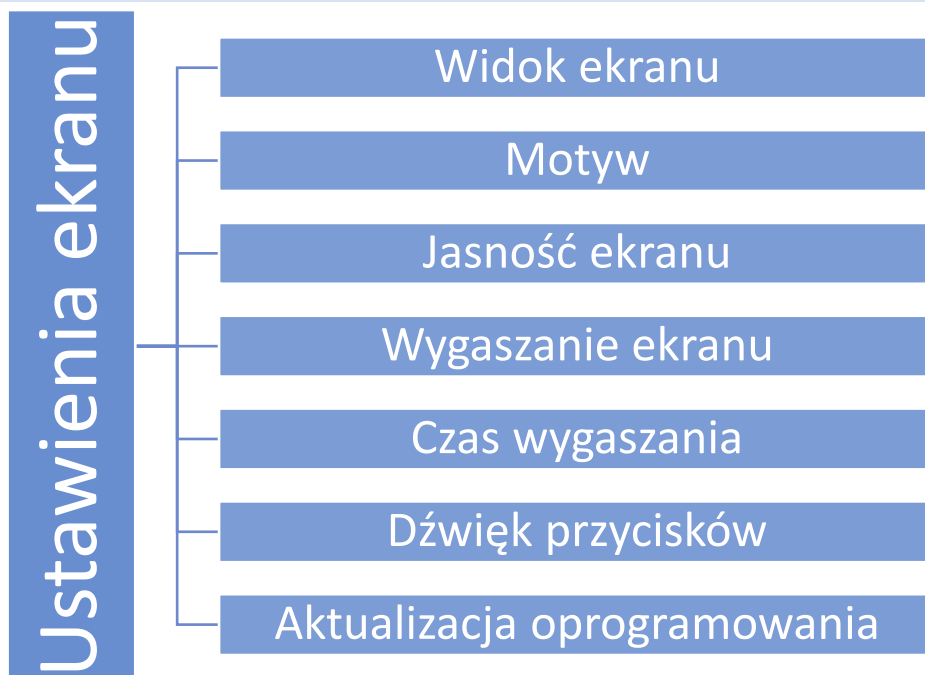 Ustawienia ekranu
Widok ekranu
Motyw
Jasność ekranu
Wygaszanie ekranu
Czas wygaszania
Dźwięk przycisków
Aktualizacja oprogramowania